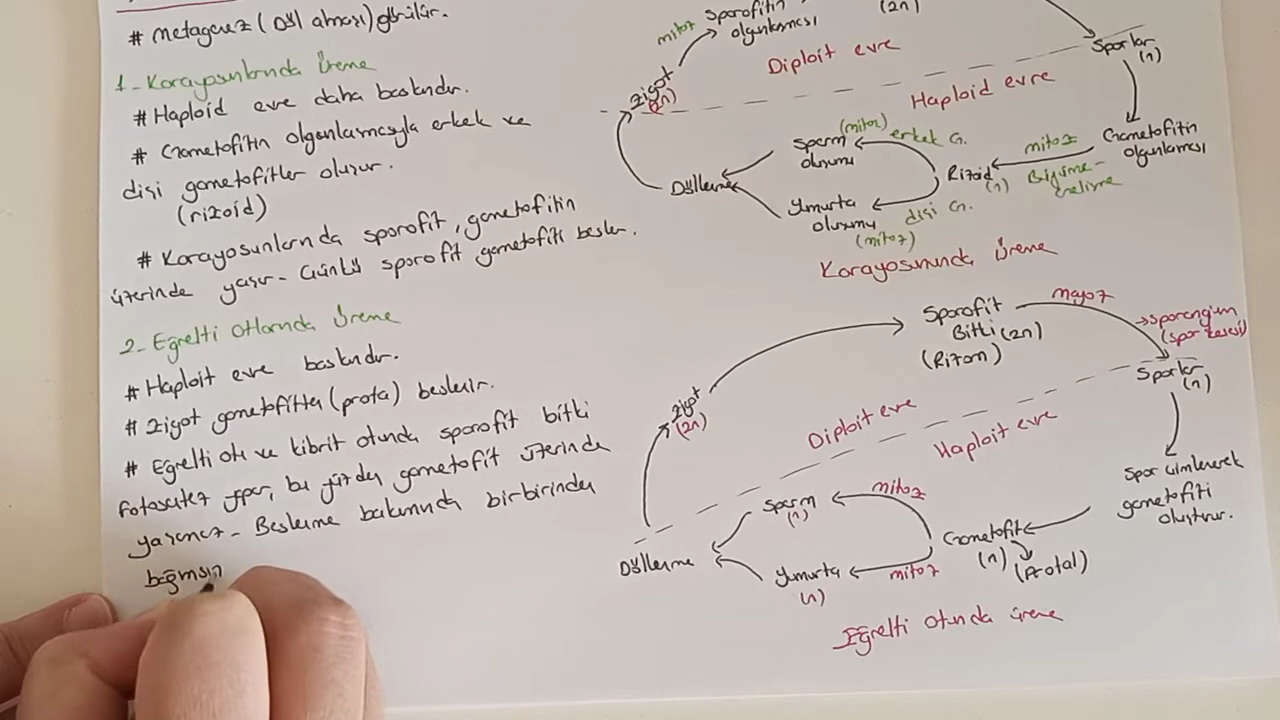 # Metagenez (Döl alması) görülür.
1- Karayosunlarında Üreme
# Haploid evre daha baskındır.
# Gametofitin olgunlaşmasıyla erkek ve
dişi gametofitler oluşur.
(rizoid)
# Karayosunlarında sporofit, gametofitin
üzerinde yaşar- Çünkü sporofit gametofiti besler.
2- Eğrelti Otlarında Üreme
# Haploit evre baskındır.
# Zigot gametofitten (protal) beslenir.
# Eğrelti otu ve kibrit otunda sporofit bitki
fotosentez yapar, bu yüzden gametofit üzerinde
yaşamaz- Beslenme bakımından birbirinden
bağımsız
mitoz
Sporofitin
olgunlaşması
(2n)
Diploit evre
Sporlar
(n)
Zigot
(2n)
Haploid evre
Gametofitin
olgunlaşması
mitoz
Büyüme-
Gelişme
Rizoid
(n)
(mitoz)
erkek G.
Sperm
oluşumu
Dölleme
Yumurta
oluşumu
dişi G.
(mitoz)
Karayosununda Üreme
Sporofit
Bitki (2n)
(Rizom)
mayoz
→sporangium
(spor kesesi)
Sporlar
(n)
Zigot
(2n)
Diploit evre
Haploit evre
Spor çimlenerek
gametofiti
oluşturur.
mitoz
Sperm
(n)
Gametofit
(n)
(Protal)
Döllenme
Yumurta
(n)
mitoz
Eğrelti Otunda üreme